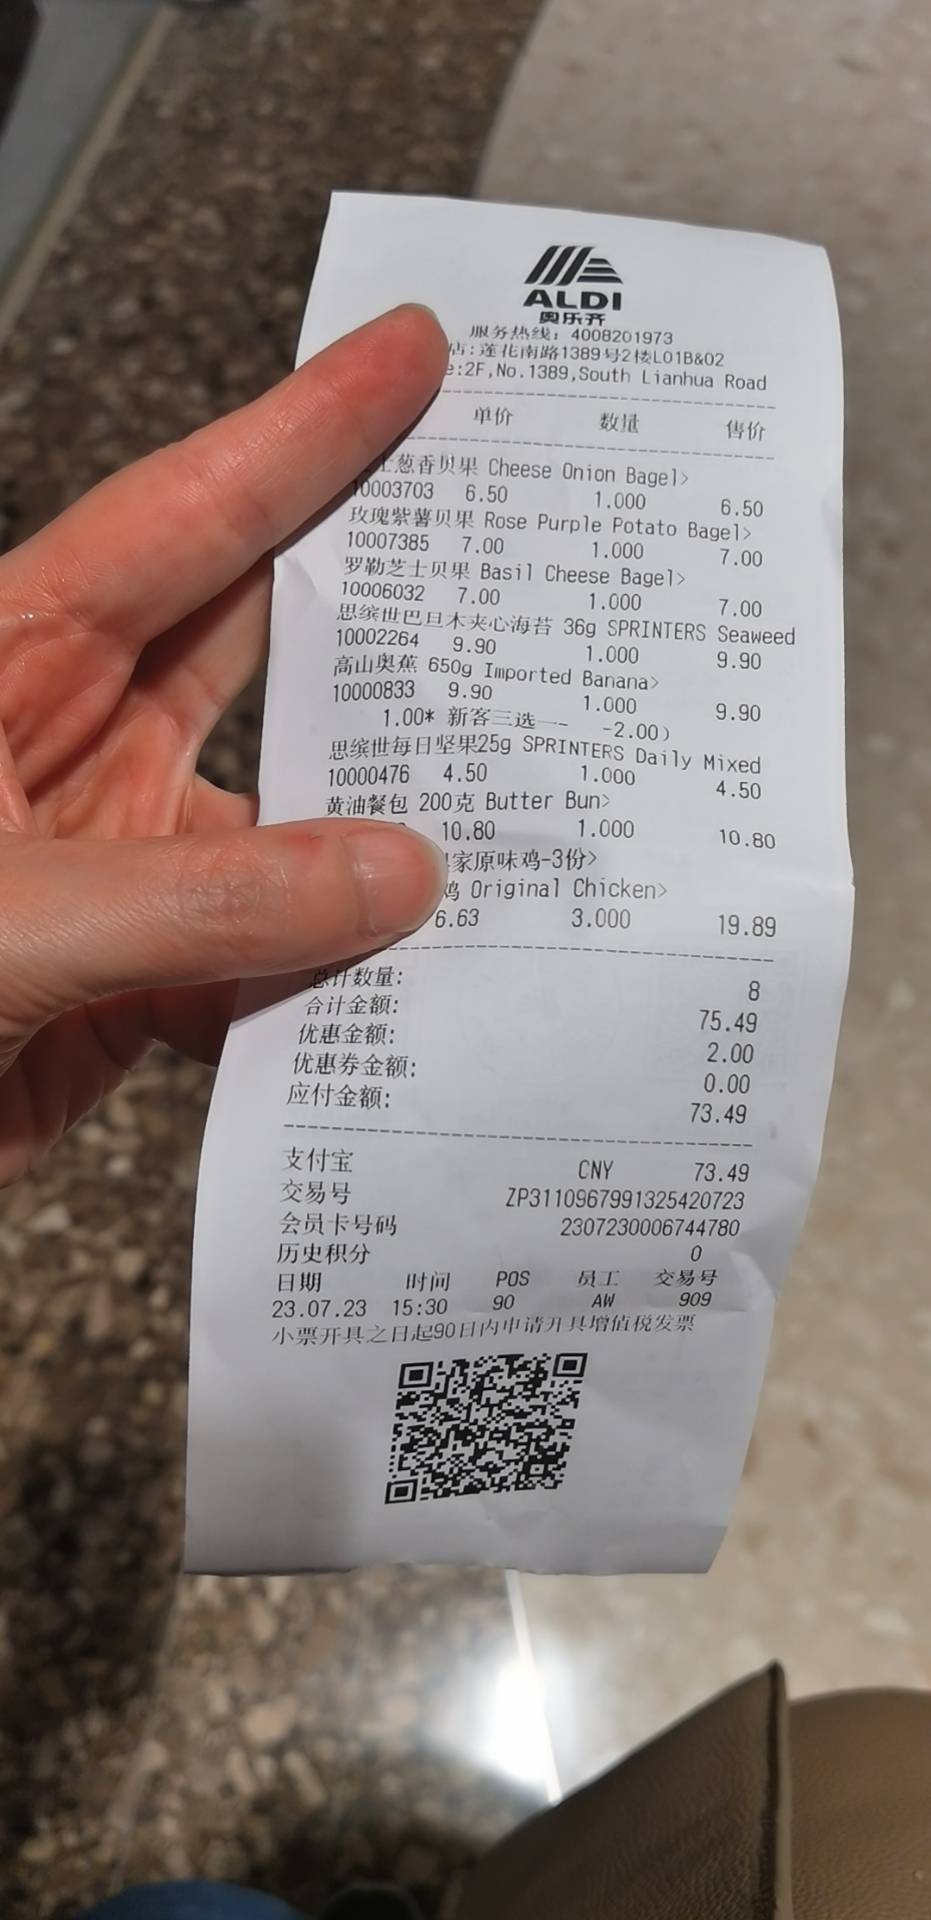 ALDI
奥乐齐
服务热线: 4008201973
店:莲花南路1389号2楼L01B&02
e:2F,No.1389,South Lianhua Road
单价 数量 售价
士葱香贝果 Cheese Onion Bagel>
10003703 6.50 1.000 6.50
玫瑰紫薯贝果 Rose Purple Potato Bagel>
10007385 7.00 1.000 7.00
罗勒芝士贝果 Basil Cheese Bagel>
10006032 7.00 1.000 7.00
思缤世巴旦木夹心海苔 36g SPRINTERS Seaweed
10002264 9.90 1.000 9.90
高山奥蕉 650g Imported Banana>
10000833 9.90 1.000 9.90
1.00* 新客三选一- -2.00)
思缤世每日坚果25g SPRINTERS Daily Mixed
10000476 4.50 1.000 4.50
黄油餐包 200克 Butter Bun>
10.80 1.000 10.80
家原味鸡-3份>
鸡 Original Chicken>
6.63 3.000 19.89
总计数量: 8
合计金额: 75.49
优惠金额: 2.00
优惠券金额: 0.00
应付金额: 73.49
支付宝 CNY 73.49
交易号 ZP31109679913254​20723
会员卡号码 2307230006744780
历史积分 0
日期 时间 POS 员工 交易号
23.07.23 15:30 90 AW 909
小票开具之日起90日内申请开具增值税发票